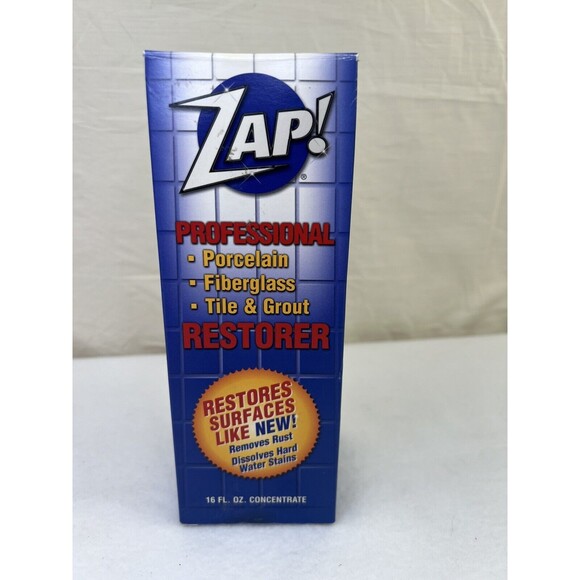 ZAP!
®
PROFESSIONAL
▪ Porcelain
▪ Fiberglass
▪ Tile & Grout
RESTORER
RESTORES
SURFACES
LIKE NEW!
Removes Rust
Dissolves Hard
Water Stains
16 FL. OZ. CONCENTRATE